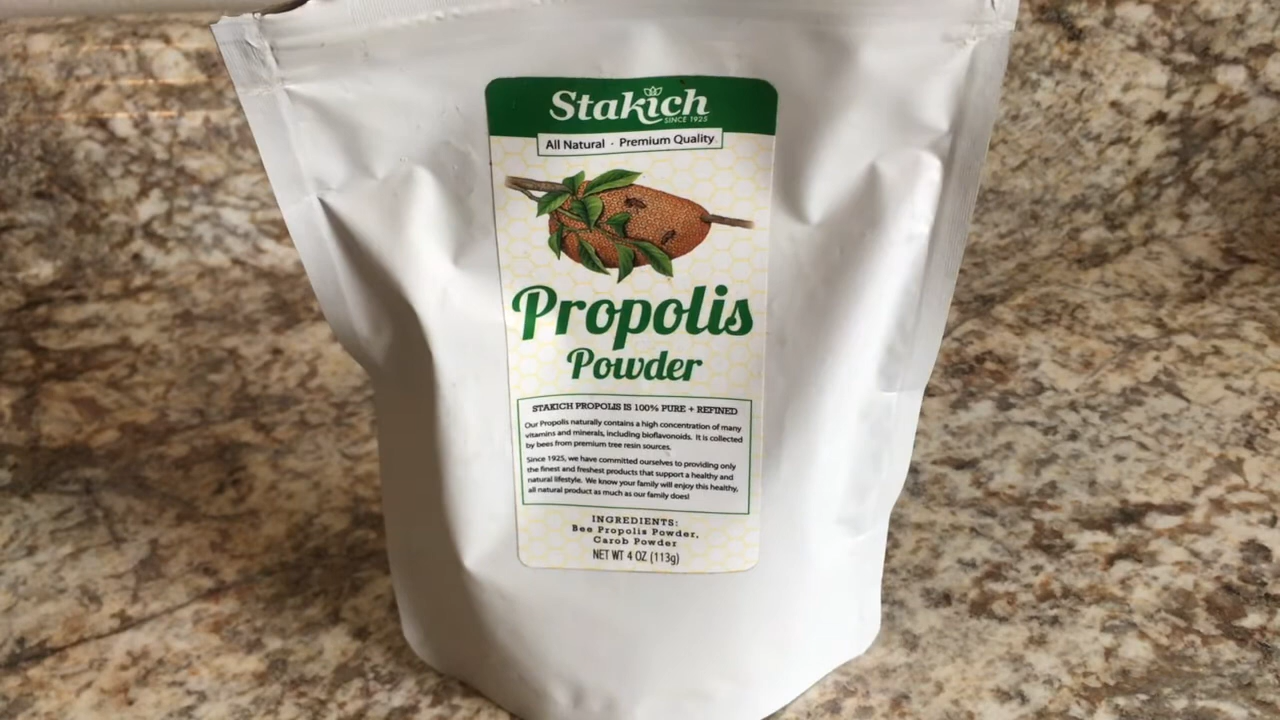 Stakich
SINCE 1925
All Natural · Premium Quality
Propolis
Powder
STAKICH PROPOLIS IS 100% PURE + REFINED
Our Propolis naturally contains a high concentration of many
vitamins and minerals, including bioflavonoids. It is collected
by bees from premium tree resin sources.
Since 1925, we have committed ourselves to providing only
the finest and freshest products that support a healthy and
natural lifestyle. We know your family will enjoy this healthy,
all natural product as much as our family does!
INGREDIENTS:
Bee Propolis Powder,
Carob Powder
NET WT 4 OZ (113g)